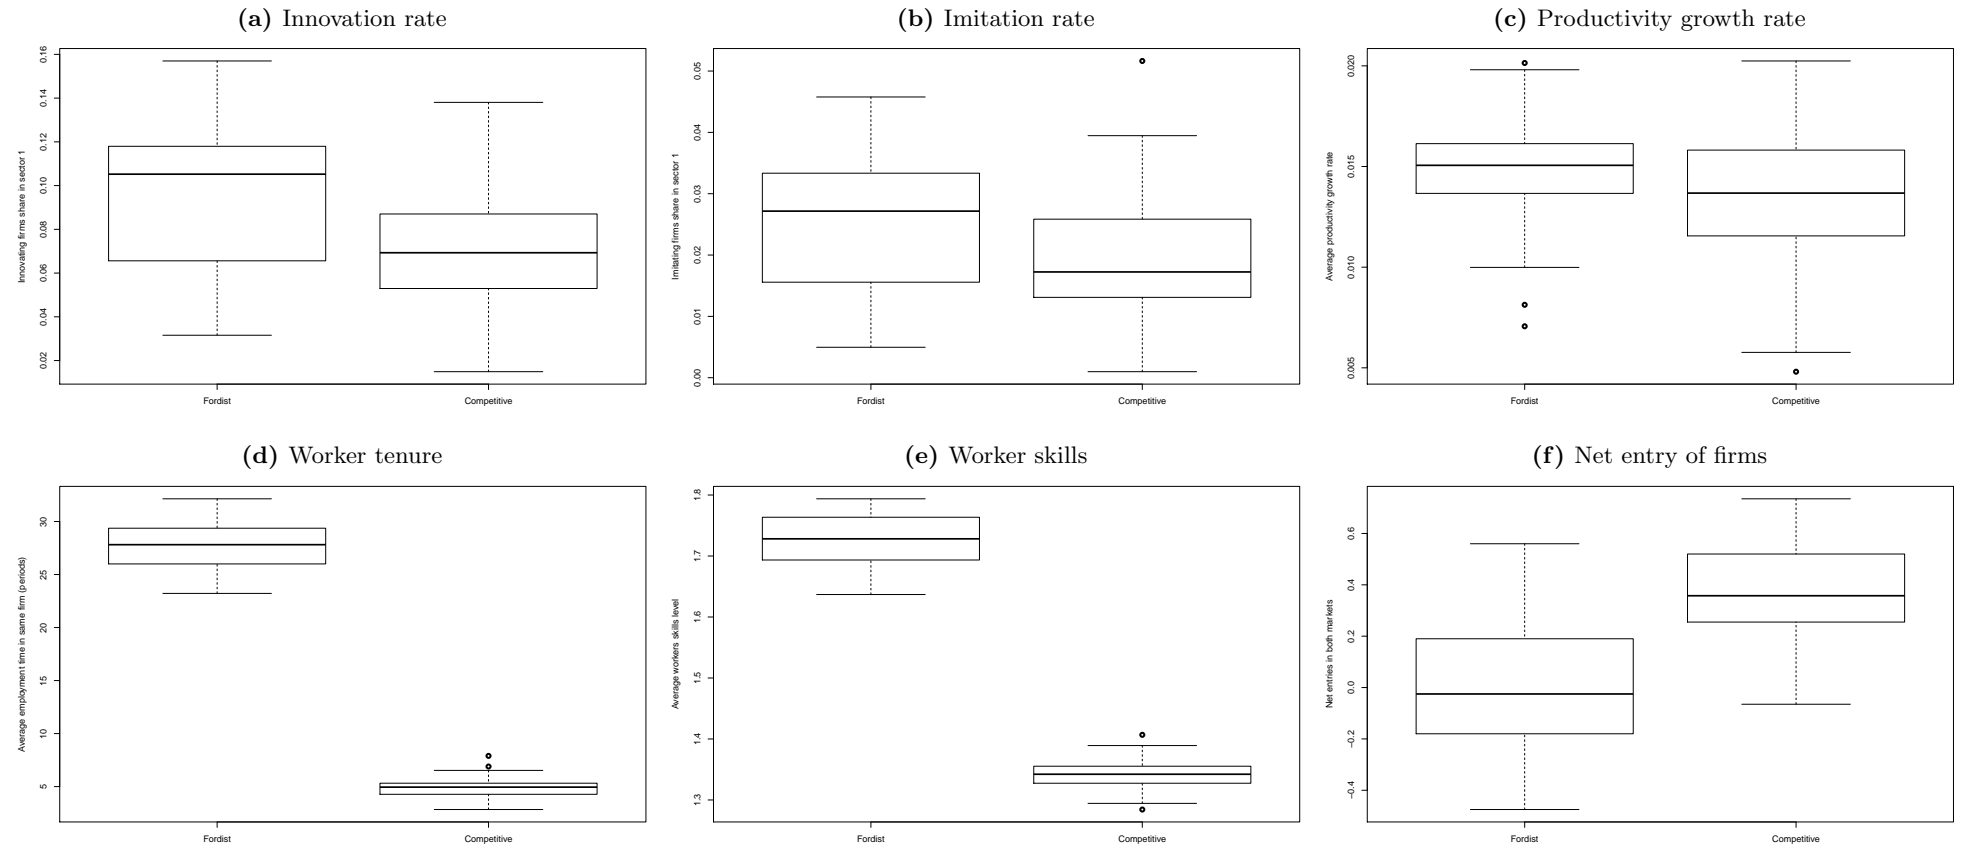 (a) Innovation rate
Innovating firms share in sector 1
0.02 0.04 0.06 0.08 0.10 0.12 0.14 0.16
Fordist Competitive
(b) Imitation rate
Imitating firms share in sector 1
0.00 0.01 0.02 0.03 0.04 0.05
Fordist Competitive
(c) Productivity growth rate
Average productivity growth rate
0.005 0.010 0.015 0.020
Fordist Competitive
(d) Worker tenure
Average employment time in same firm (periods)
5 10 15 20 25 30
Fordist Competitive
(e) Worker skills
Average workers skills level
1.3 1.4 1.5 1.6 1.7 1.8
Fordist Competitive
(f) Net entry of firms
Net entries in both markets
−0.4 −0.2 0.0 0.2 0.4 0.6
Fordist Competitive